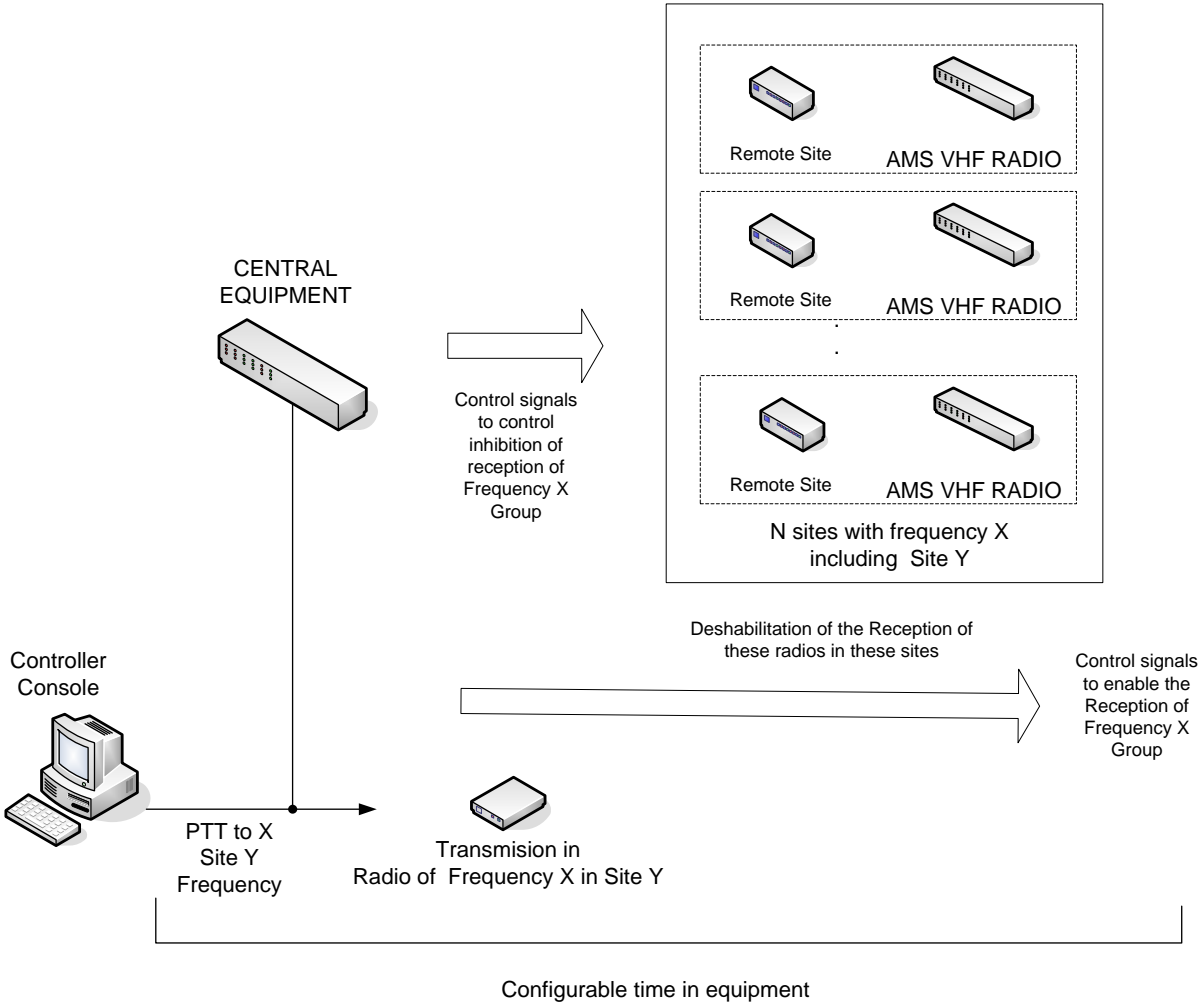 Remote Site
AMS VHF RADIO
Remote Site
AMS VHF RADIO
.
.
Remote Site
AMS VHF RADIO
N sites with frequency X
including Site Y
CENTRAL
EQUIPMENT
Control signals
to control
inhibition of
reception of
Frequency X
Group
Deshabilitation of the Reception of
these radios in these sites
Control signals
to enable the
Reception of
Frequency X
Group
Controller
Console
PTT to X
Site Y
Frequency
Transmision in
Radio of Frequency X in Site Y
Configurable time in equipment